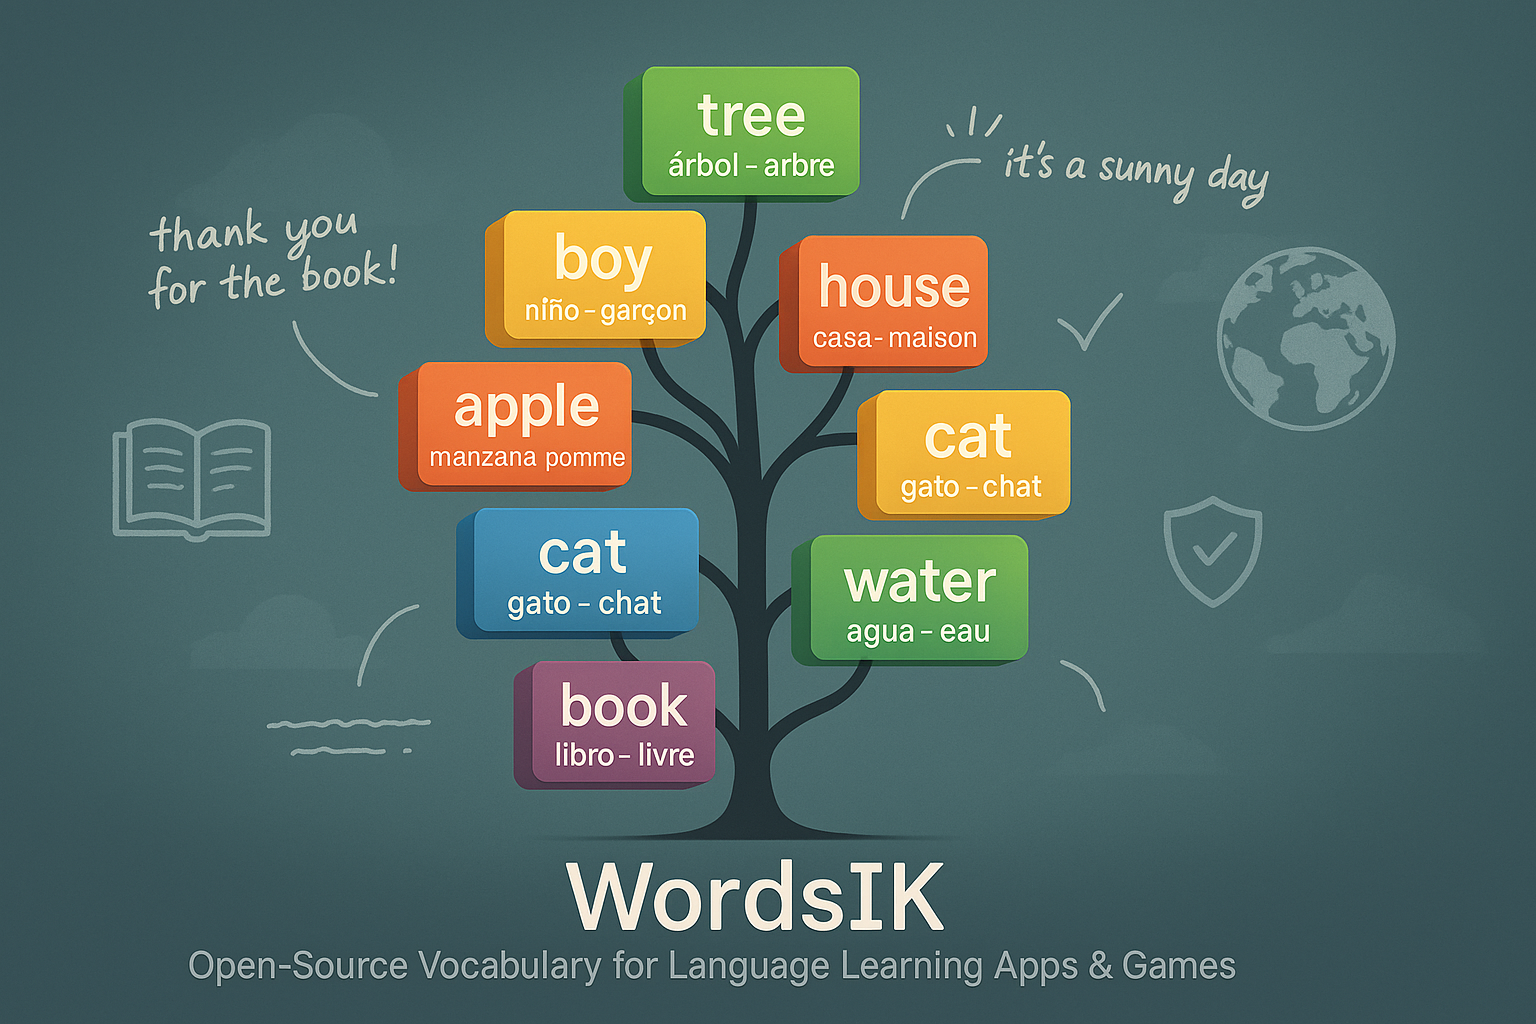 tree
árbol - arbre
it's a sunny day
thank you
for the book!
boy
niño - garçon
house
casa - maison
apple
manzana pomme
cat
gato - chat
cat
gato - chat
water
agua - eau
book
libro - livre
WordsIK
Open-Source Vocabulary for Language Learning Apps & Games